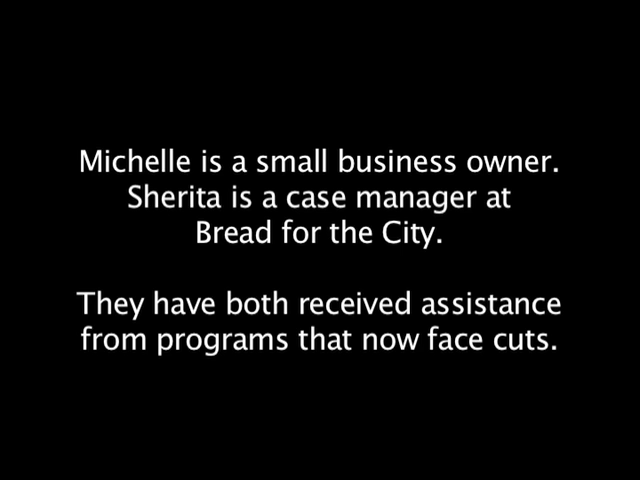 Michelle is a small business owner.
Sherita is a case manager at
Bread for the City.
They have both received assistance
from programs that now face cuts.